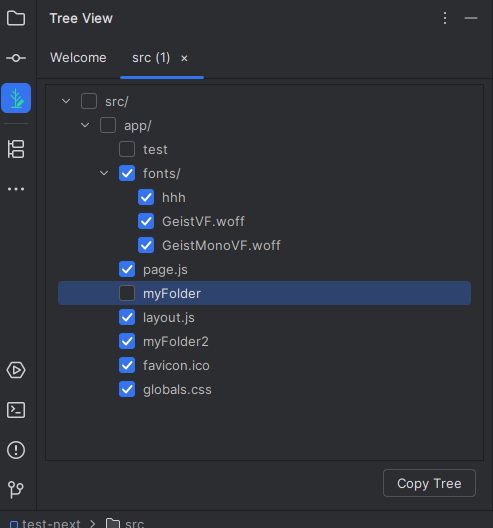 Tree View
Welcome src (1) ×
src/
app/
test
fonts/
hhh
GeistVF.woff
GeistMonoVF.woff
page.js
myFolder
layout.js
myFolder2
favicon.ico
globals.css
Copy Tree
test-next > src